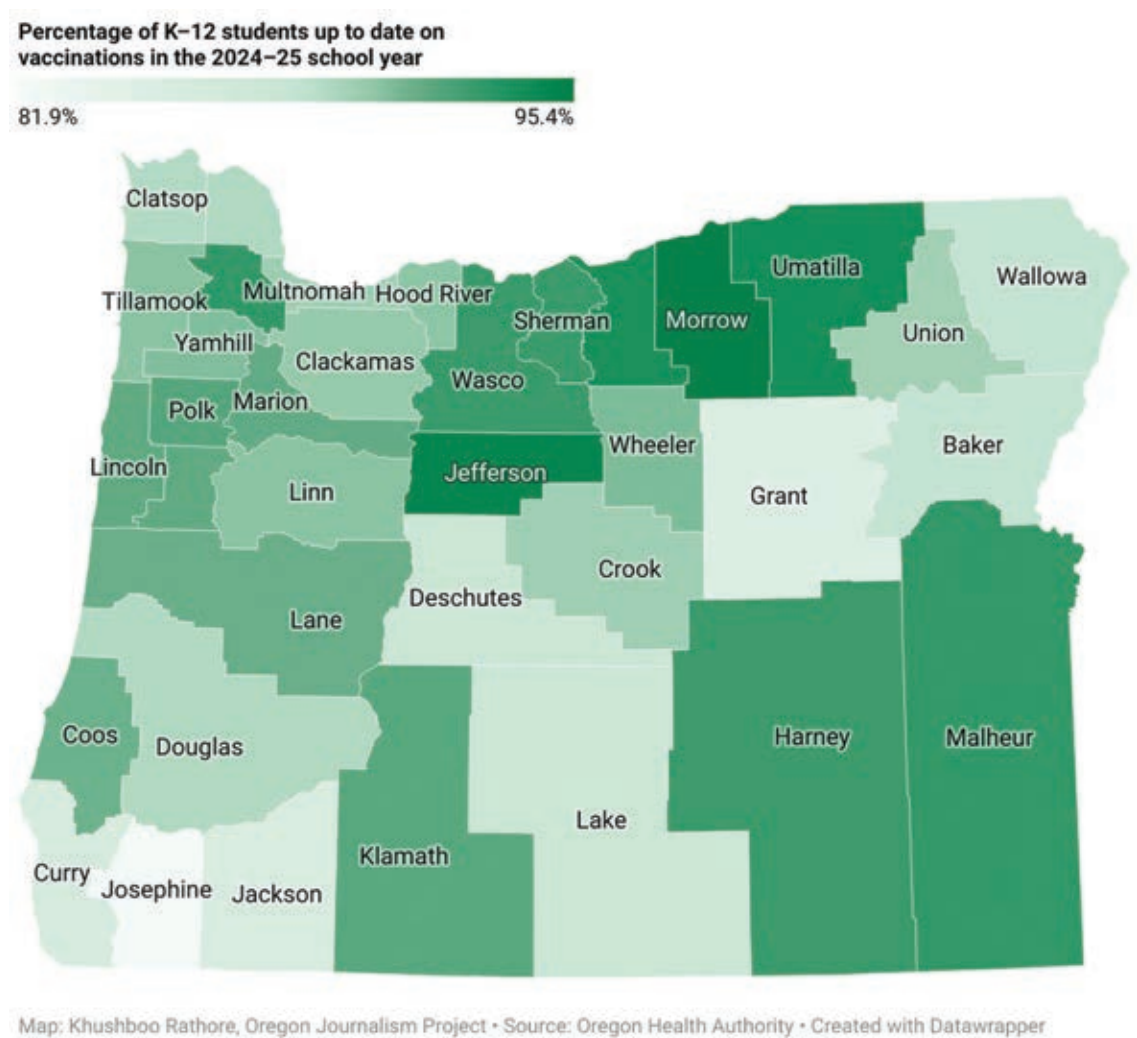 Percentage of K–12 students up to date on
vaccinations in the 2024–25 school year
81.9% 95.4%
Clatsop
Umatilla
Wallowa
Tillamook
Multnomah
Hood River
Sherman
Morrow
Union
Yamhill
Clackamas
Wasco
Polk
Marion
Wheeler
Baker
Lincoln
Jefferson
Linn
Grant
Crook
Deschutes
Lane
Coos
Douglas
Harney
Malheur
Lake
Klamath
Curry
Josephine
Jackson
Map: Khushboo Rathore, Oregon Journalism Project • Source: Oregon Health Authority • Created with Datawrapper